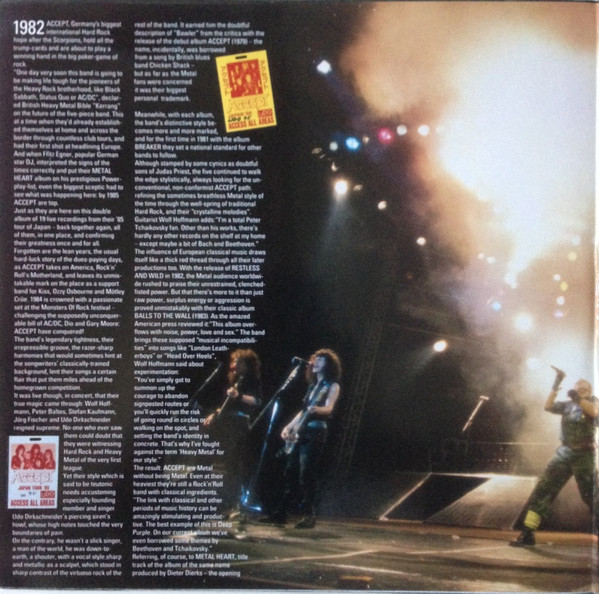 1982 ACCEPT, Germany's biggest
international Hard Rock
hope after the Scorpions, hold all the
trump-cards and are about to play a
winning hand in the big poker-game of
rock.
"One day very soon this band is going to
be making life tough for the pioneers of
the Heavy Rock brotherhood, like Black
Sabbath, Status Quo or AC/DC", declar-
ed British Heavy Metal Bible "Kerrang"
on the future of the five-piece band. This
at a time when they'd already establish-
ed themselves at home and across the
border through countless club tours, and
had their first shot at headlining Europe.
And when Fritz Egner, popular German
star DJ, interpreted the signs of the
times correctly and put their METAL
HEART album on his prestigious Power-
play-list, even the biggest sceptic had to
see what was happening here: by 1985
ACCEPT are top.
Just as they are here on this double
album of 19 live recordings from their '85
tour of Japan - back together again, all
of them, in one place, and confirming
their greatness once and for all.
Forgotten are the lean years, the usual
hard-luck story of the dues-paying days,
as ACCEPT takes on America, Rock'n'
Roll's Motherland, and leaves its unmis-
takable mark on the place as a support
band for Kiss, Ozzy Osbourne and Mötley
Crüe. 1984 is crowned with a passionate
set at the Monsters Of Rock festival -
challenging the supposedly unconquer-
able bill of AC/DC, Dio and Gary Moore:
ACCEPT have conquered!
The band's legendary tightness, their
irrepressible groove, the razor-sharp
harmonies that would sometimes hint at
the songwriters' classically-trained
background, lent their songs a certain
flair that put them miles ahead of the
homegrown competition.
It was live though, in concert, that their
true magic came through: Wolf Hoff-
mann, Peter Baltes, Stefan Kaufmann,
Jörg Fischer and Udo Dirkschneider
reigned supreme. No-one who ever saw
them could doubt that
they were witnessing
Hard Rock and Heavy
Metal of the very first
league.
Yet their style which is
said to be teutonic
needs accustoming
especially founding
member and singer
Udo Dirkschneider's piercing siren's
howl, whose high notes touched the very
boundaries of pain.
On the contrary, he wasn't a slick singer,
a man of the world, he was down-to-
earth, a shouter, with a vocal style sharp
and metallic as a scalpel, which stood in
sharp contrast of the virtuoso rock of the
ACCEPT
JAPAN TOUR '85
ACCESS ALL AREAS
rest of the band. It earned him the doubtful
description of "Bawler" from the critics with the
release of the debut album ACCEPT (1979) - the
name, incidentally, was borrowed
from a song by British blues
band Chicken Shack -
but as far as the Metal
fans were concerned
it was their biggest
personal trademark.
ACCEPT
ACCESS ALL AREAS
Meanwhile, with each album,
the band's distinctive style be-
comes more and more marked,
and for the first time in 1981 with the album
BREAKER they set a national standard for other
bands to follow.
Although stamped by some cynics as doubtful
sons of Judas Priest, the five continued to walk
the edge stylistically, always looking for the un-
conventional, non-conformist ACCEPT path:
refining the sometimes breathless Metal style of
the time through the well-spring of traditional
Hard Rock, and their "crystalline melodies".
Guitarist Wolf Hoffmann adds: "I'm a total Peter
Tchaikovsky fan. Other than his works, there's
hardly any other records on the shelf at my home
- except maybe a bit of Bach and Beethoven."
The influence of European classical music draws
itself like a thick red thread through all their later
productions too. With the release of RESTLESS
AND WILD in 1982, the Metal audience worldwi-
de rushed to praise their unrestrained, clenched-
listed power. But that there's more to it than just
raw power, surplus energy or aggression is
proved unmistakably with their classic album
BALLS TO THE WALL (1983). As the amazed
American press reviewed it: "This album over-
flows with noise, power, love and sex." The band
brings these supposed "musical incompatibili-
ties" into songs like "London Leath-
erboys" or "Head Over Heels",
Wolf Hoffmann said about
experimentation:
"You've simply got to
summon up the
courage to abandon
signposted routes or
you'll quickly run the risk
of going round in circles or
walking on the spot, and
setting the band's identity in
concrete. That's why I've fought
against the term 'Heavy Metal' for
our style."
The result: ACCEPT are Metal
without being Metal. Even at their
heaviest they're still a Rock'n'Roll
band with classical ingredients.
"The link with classical and other
periods of music history can be
amazingly stimulating and produc-
tive. The best example of this is Deep
Purple. On our current album we've
even borrowed some themes by
Beethoven and Tchaikovsky."
Referring, of course, to METAL HEART, title
track of the album of the same name
produced by Dieter Dierks - the opening